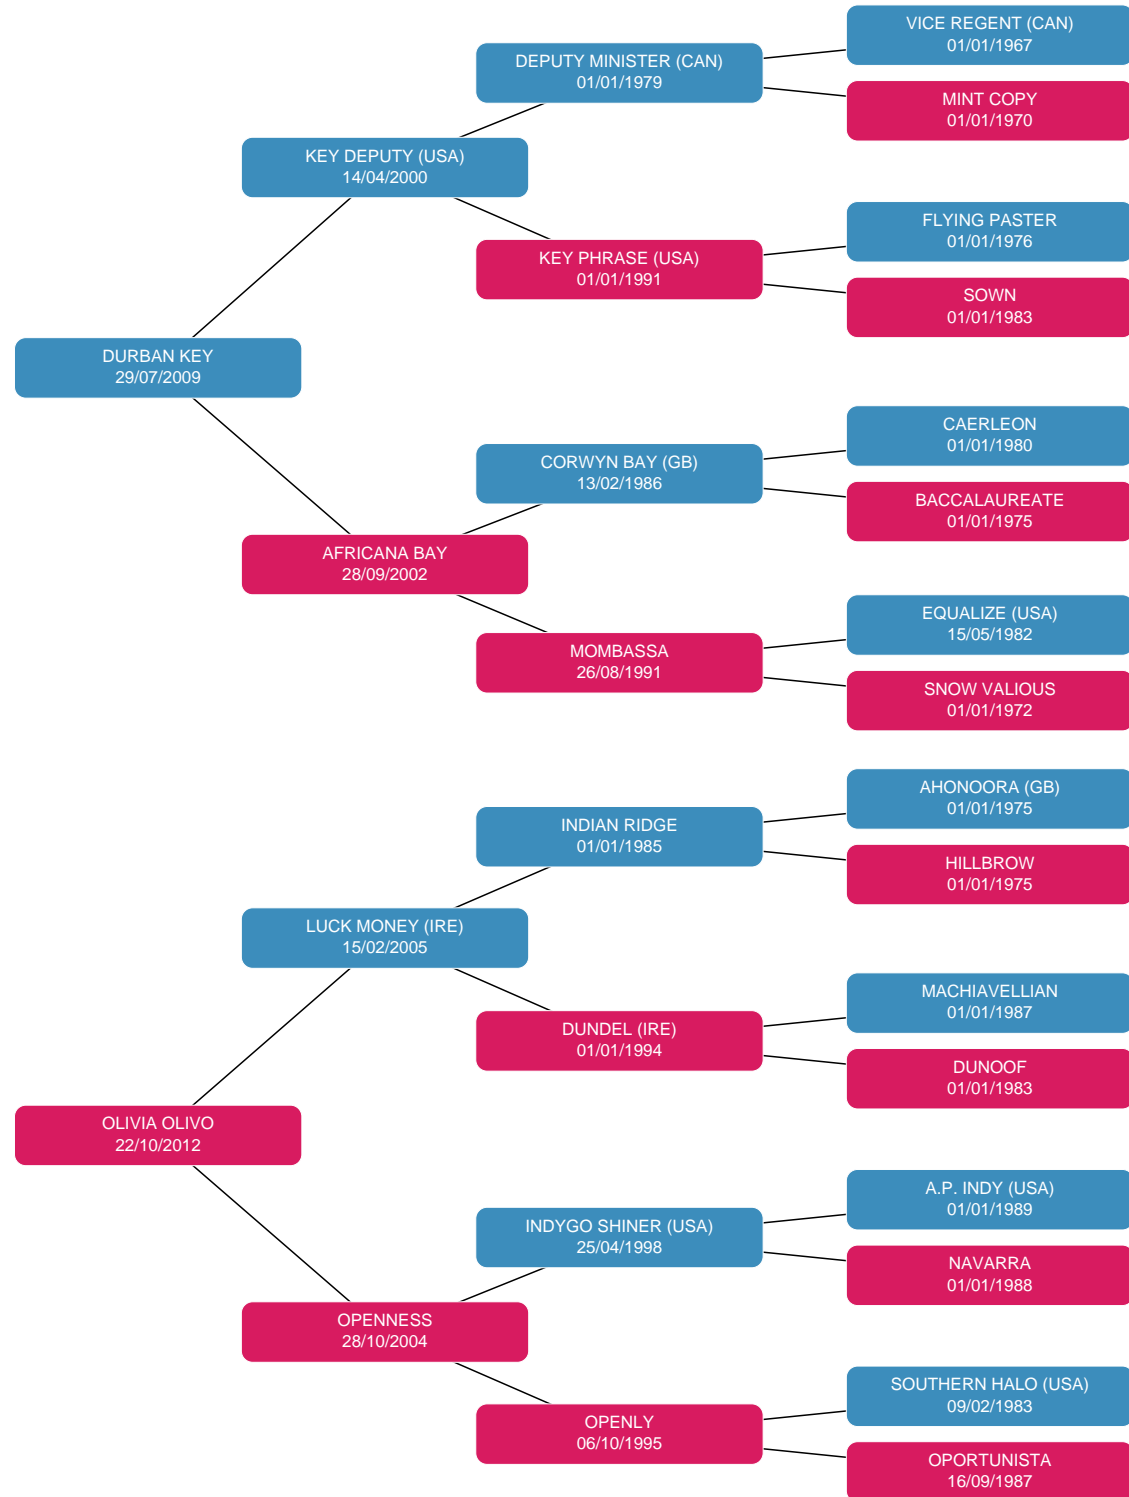 VICE REGENT (CAN)
01/01/1967
DEPUTY MINISTER (CAN)
01/01/1979
MINT COPY
01/01/1970
KEY DEPUTY (USA)
14/04/2000
FLYING PASTER
01/01/1976
KEY PHRASE (USA)
01/01/1991
SOWN
01/01/1983
DURBAN KEY
29/07/2009
CAERLEON
01/01/1980
CORWYN BAY (GB)
13/02/1986
BACCALAUREATE
01/01/1975
AFRICANA BAY
28/09/2002
EQUALIZE (USA)
15/05/1982
MOMBASSA
26/08/1991
SNOW VALIOUS
01/01/1972
AHONOORA (GB)
01/01/1975
INDIAN RIDGE
01/01/1985
HILLBROW
01/01/1975
LUCK MONEY (IRE)
15/02/2005
MACHIAVELLIAN
01/01/1987
DUNDEL (IRE)
01/01/1994
DUNOOF
01/01/1983
OLIVIA OLIVO
22/10/2012
A.P. INDY (USA)
01/01/1989
INDYGO SHINER (USA)
25/04/1998
NAVARRA
01/01/1988
OPENNESS
28/10/2004
SOUTHERN HALO (USA)
09/02/1983
OPENLY
06/10/1995
OPORTUNISTA
16/09/1987